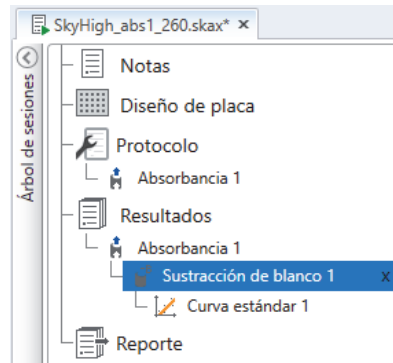 SkyHigh_abs1_260.skax* ×
Árbol de sesiones
Notas
Diseño de placa
Protocolo
Absorbancia 1
Resultados
Absorbancia 1
Sustracción de blanco 1 x
Curva estándar 1
Reporte